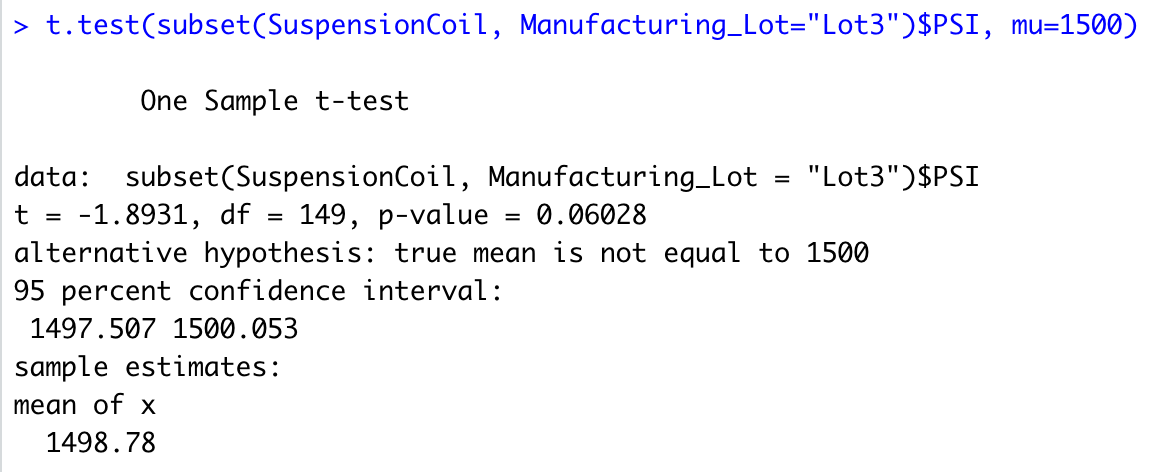 > t.test(subset(SuspensionCoil, Manufacturing_Lot="Lot3")$PSI, mu=1500)
One Sample t-test
data:  subset(SuspensionCoil, Manufacturing_Lot = "Lot3")$PSI
t = -1.8931, df = 149, p-value = 0.06028
alternative hypothesis: true mean is not equal to 1500
95 percent confidence interval:
1497.507 1500.053
sample estimates:
mean of x
1498.78